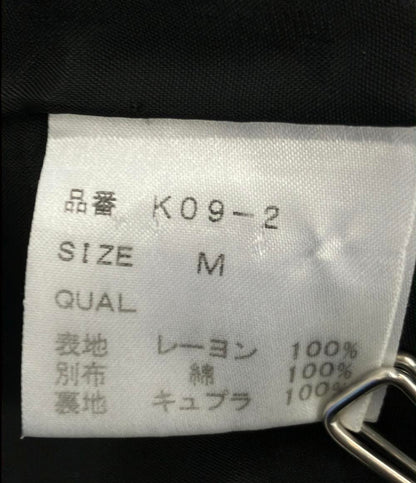 品番 K09-2
SIZE M
QUAL
表地 レーヨン 100%
別布 綿 100%
裏地 キュプラ 100%